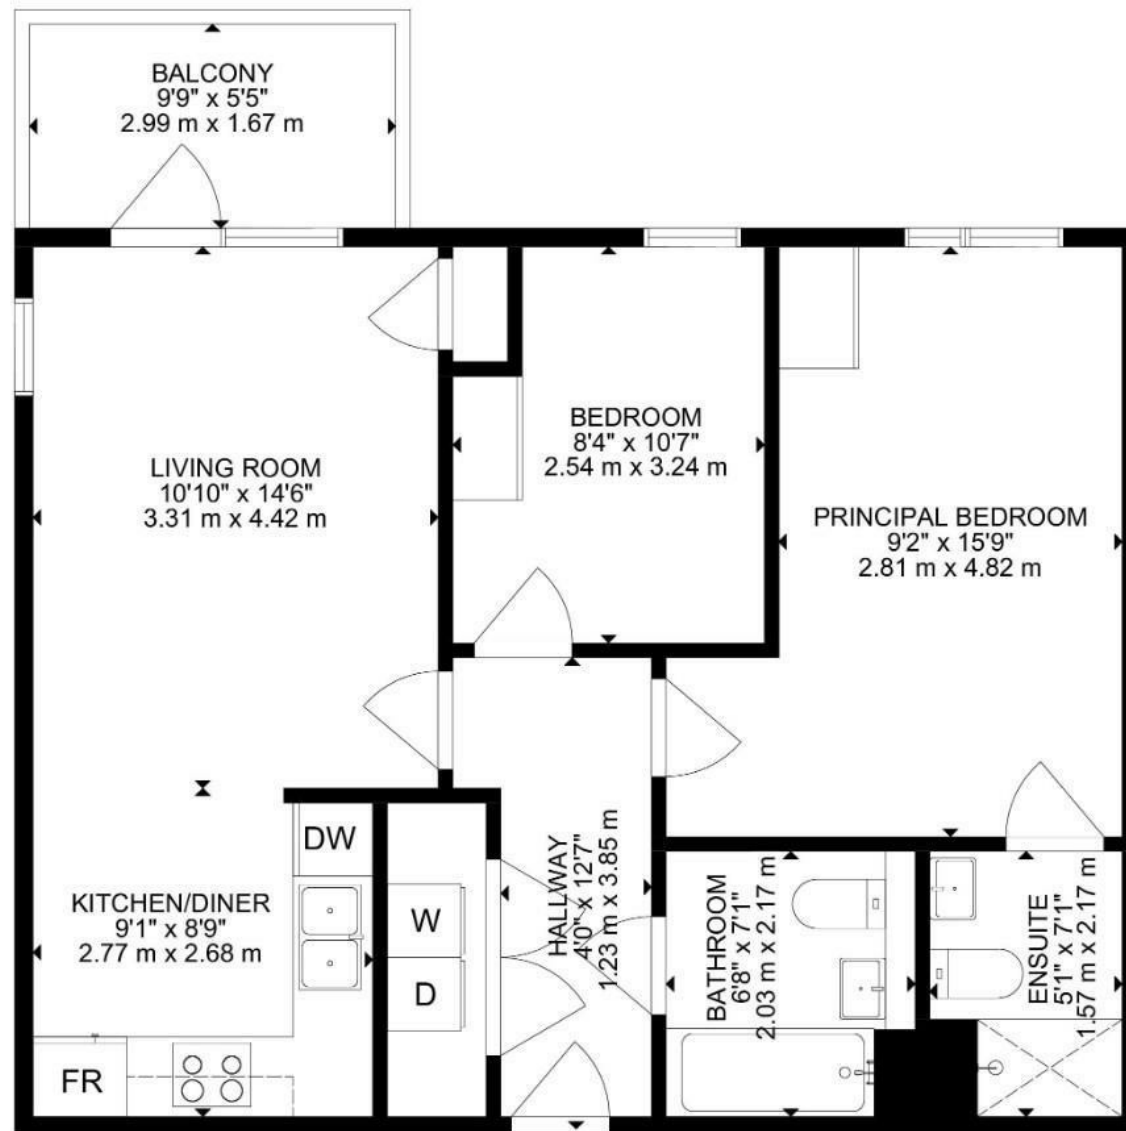 BALCONY
9'9" x 5'5"
2.99 m x 1.67 m
LIVING ROOM
10'10" x 14'6"
3.31 m x 4.42 m
BEDROOM
8'4" x 10'7"
2.54 m x 3.24 m
PRINCIPAL BEDROOM
9'2" x 15'9"
2.81 m x 4.82 m
DW
KITCHEN/DINER
9'1" x 8'9"
2.77 m x 2.68 m
FR
W
D
HALLWAY
4'0" x 12'7"
1.23 m x 3.85 m
BATHROOM
6'8" x 7'1"
2.03 m x 2.17 m
ENSUITE
5'1" x 7'1"
1.57 m x 2.17 m